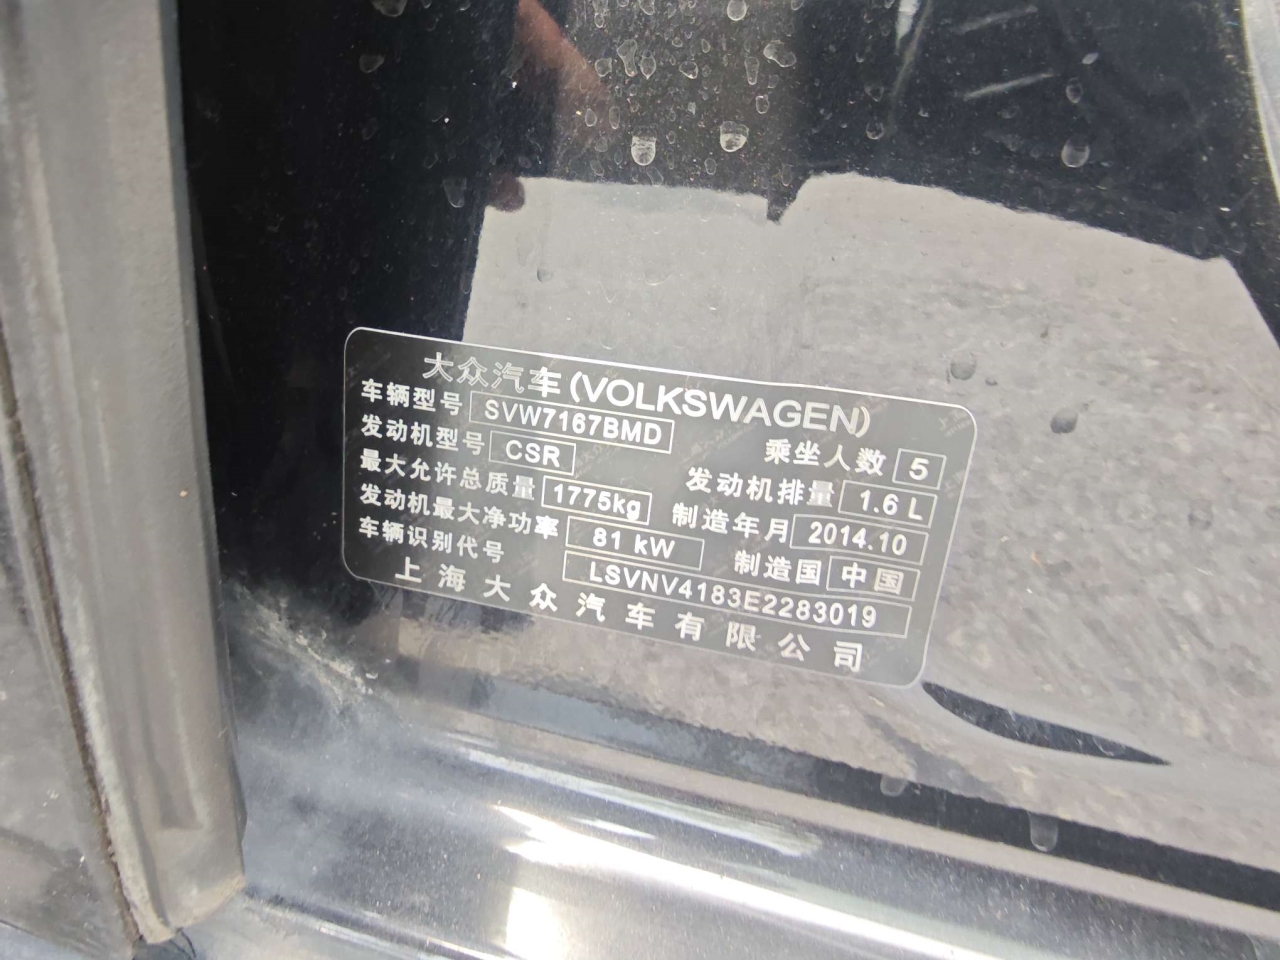 大众汽车(VOLKSWAGEN)
车辆型号 SVW7167BMD 乘坐人数 5
发动机型号 CSR 发动机排量 1.6 L
最大允许总质量 1775kg 制造年月 2014.10
发动机最大净功率 81 kW 制造国 中国
车辆识别代号 LSVNV4183E2283019
上海大众汽车有限公司